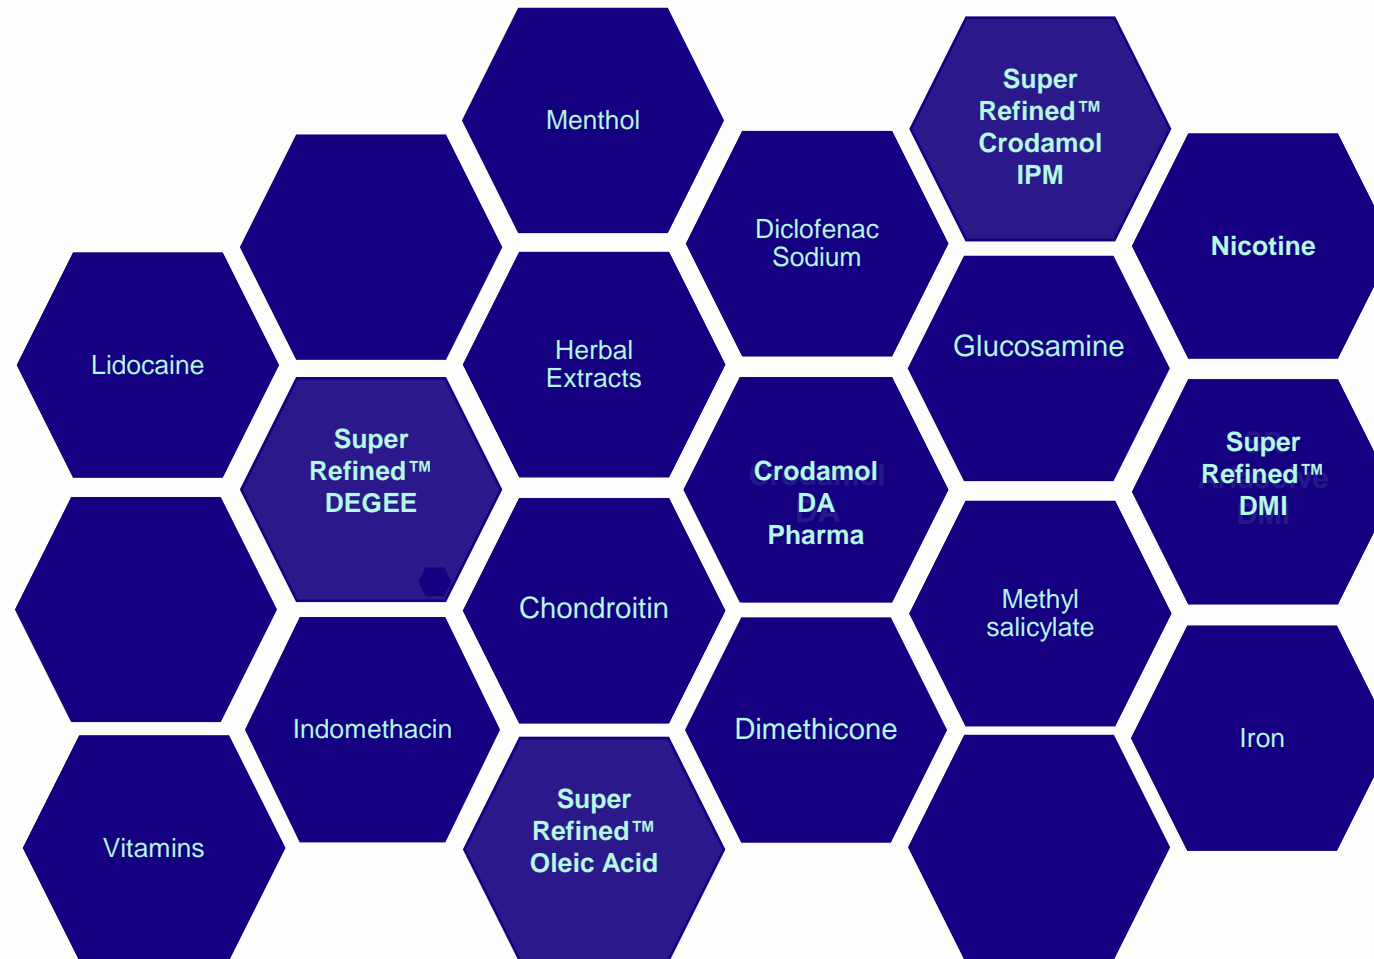 Menthol
Super
Refined™
Crodamol
IPM
Diclofenac
Sodium
Nicotine
Lidocaine
Herbal
Extracts
Glucosamine
Super
Refined™
DEGEE
Crodamol
DA
Pharma
Super
Refined™
DMI
Chondroitin
Methyl
salicylate
Indomethacin
Dimethicone
Iron
Vitamins
Super
Refined™
Oleic Acid